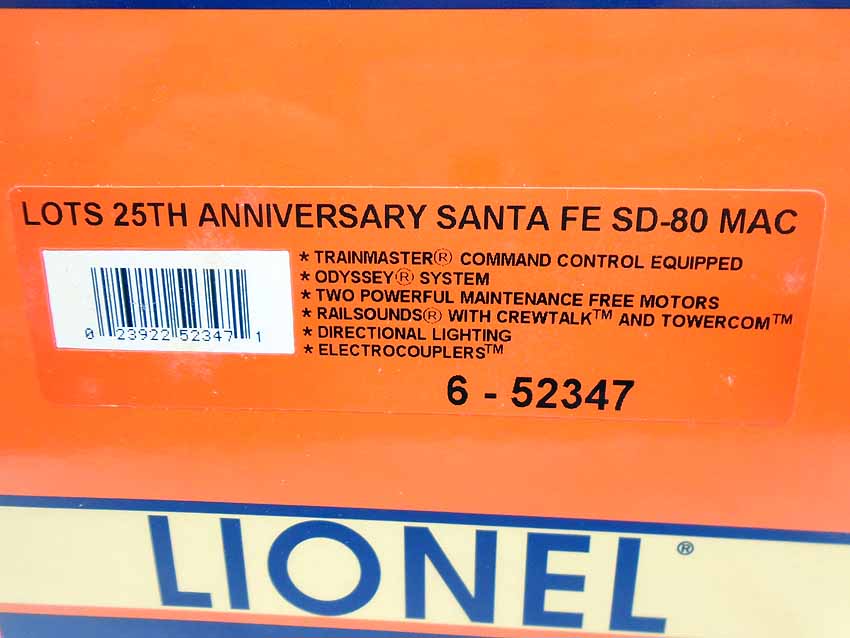 LOTS 25TH ANNIVERSARY SANTA FE SD-80 MAC
* TRAINMASTER® COMMAND CONTROL EQUIPPED
* ODYSSEY® SYSTEM
* TWO POWERFUL MAINTENANCE FREE MOTORS
* RAILSOUNDS® WITH CREWTALK™ AND TOWERCOM™
* DIRECTIONAL LIGHTING
* ELECTROCOUPLERS™
0 23922 52347 1
6 - 52347
LIONEL®